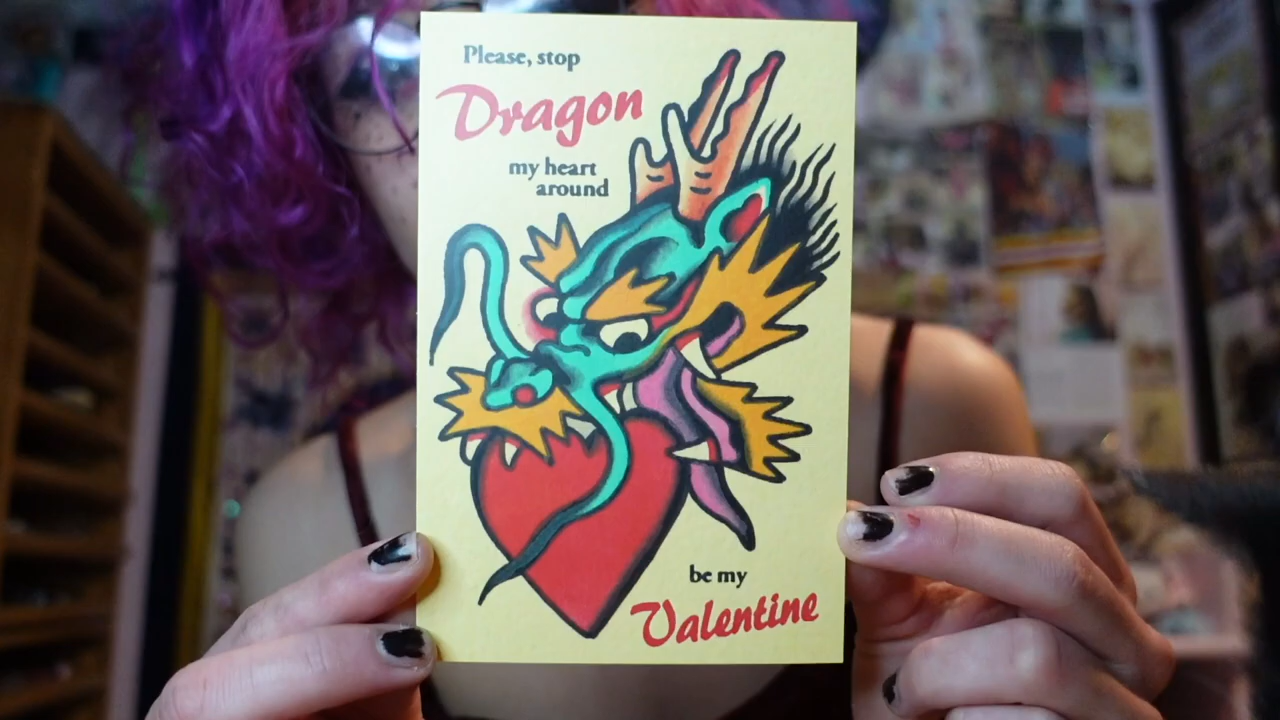 Please, stop
Dragon
my heart
around
be my
Valentine